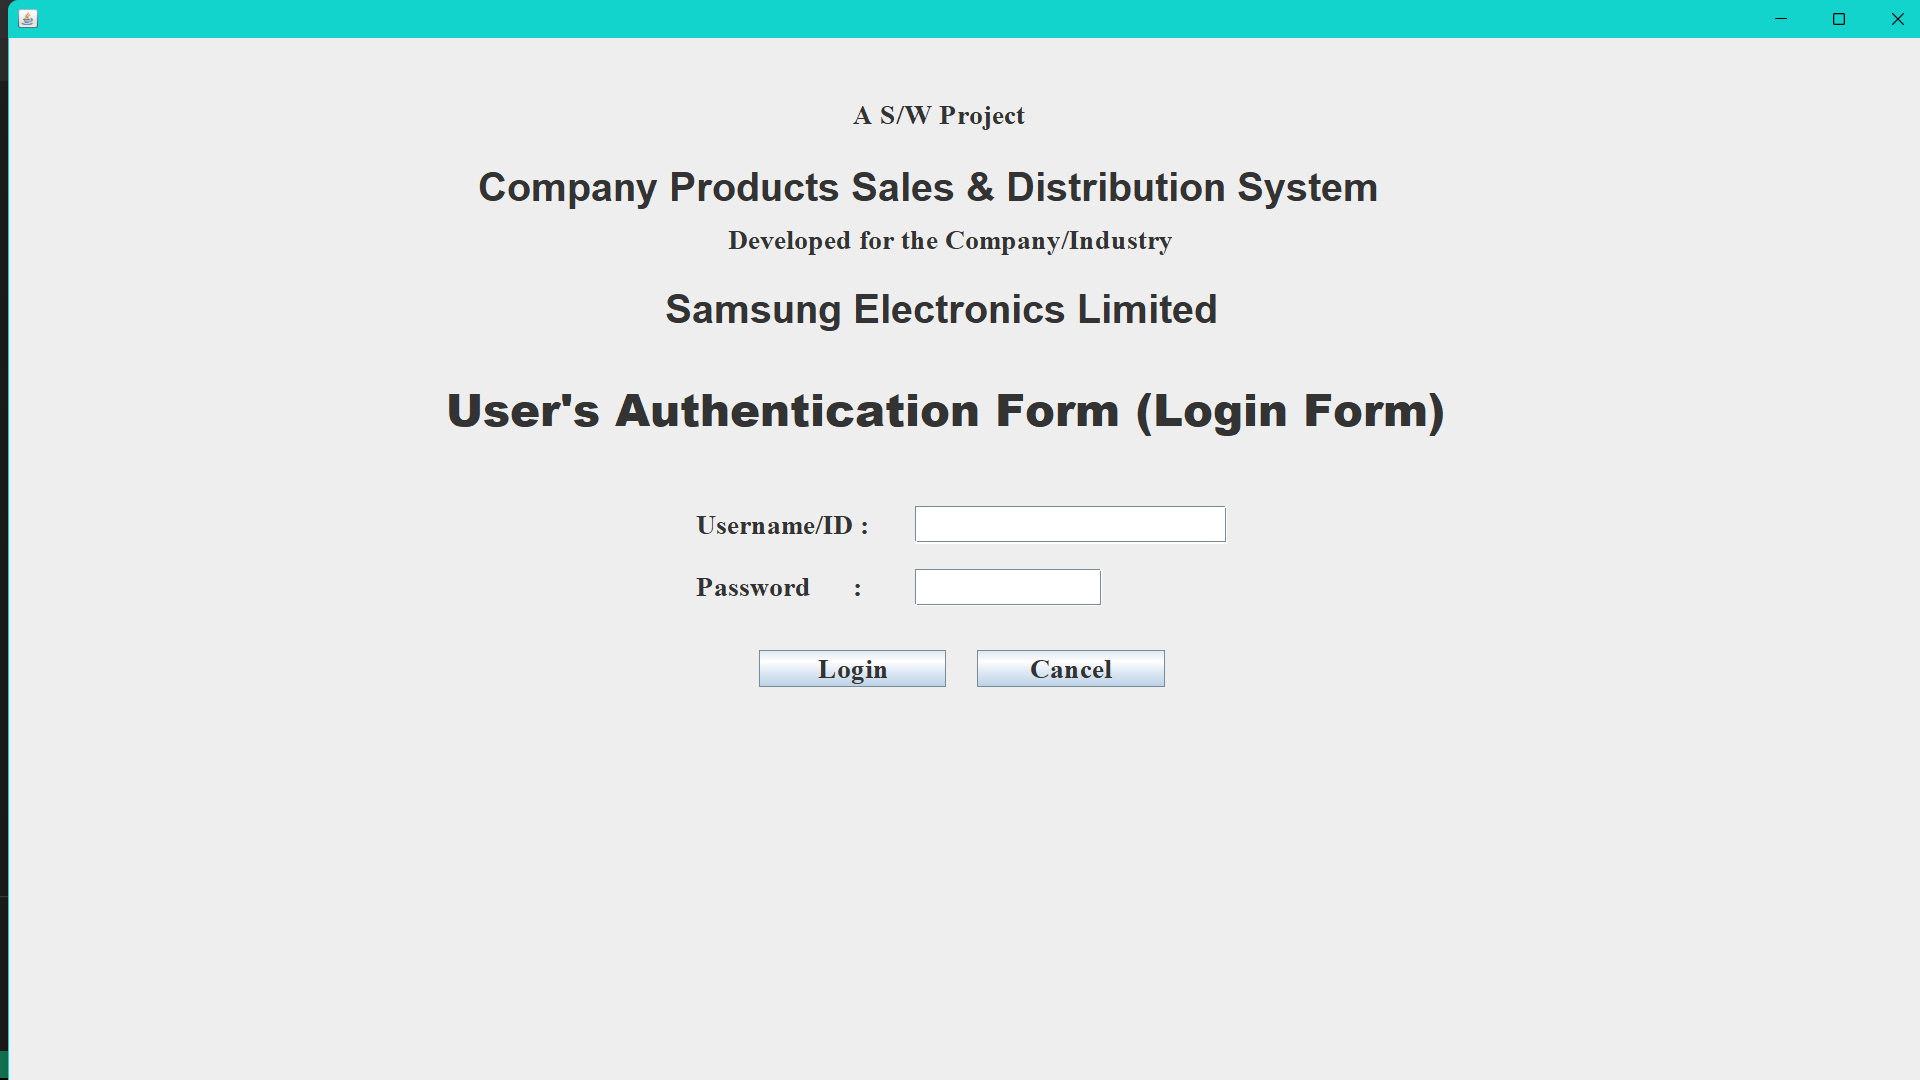 A S/W Project
Company Products Sales & Distribution System
Developed for the Company/Industry
Samsung Electronics Limited
User's Authentication Form (Login Form)
Username/ID :
Password :
Login Cancel